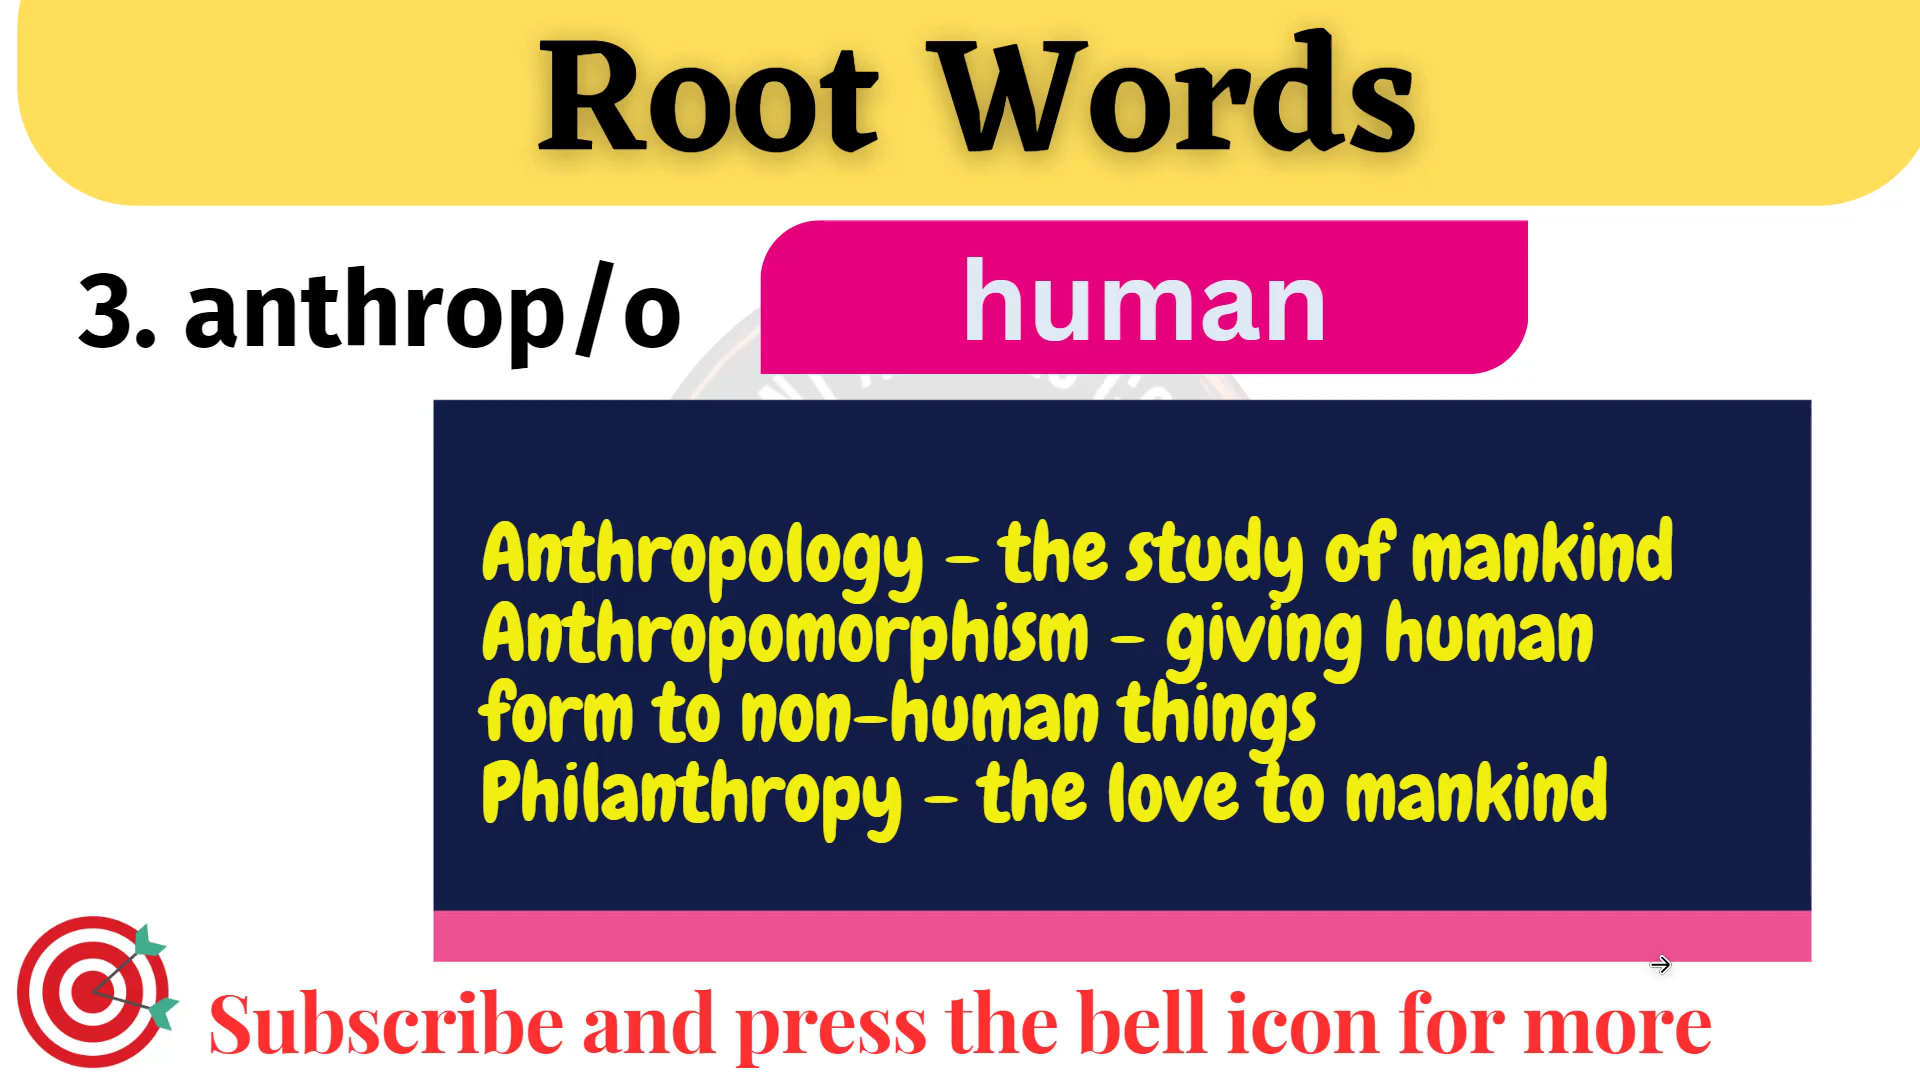 Root Words
3. anthrop/o
human
Anthropology - the study of mankind
Anthropomorphism - giving human
form to non-human things
Philanthropy - the love to mankind
Subscribe and press the bell icon for more